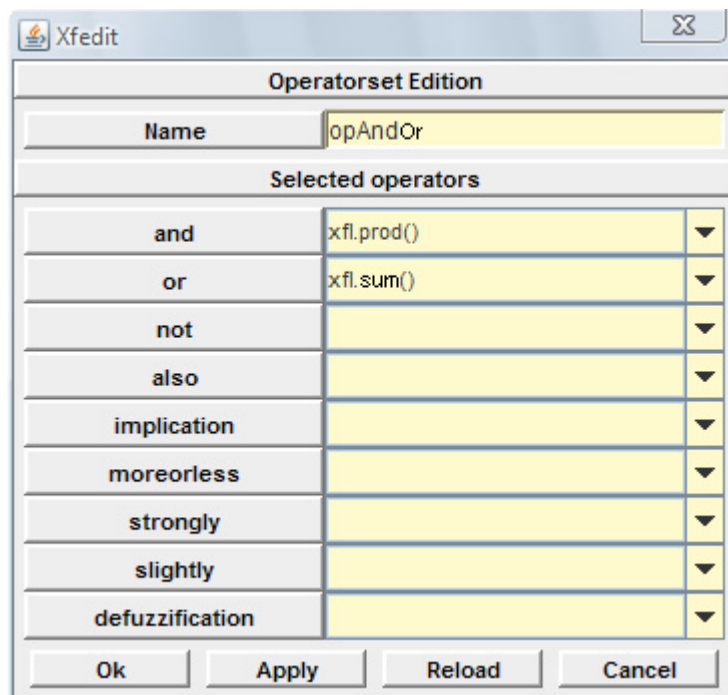 Xfedit
Operatorset Edition
Name opAndOr
Selected operators
and xfl.prod()
or xfl.sum()
not
also
implication
moreorless
strongly
slightly
defuzzification
Ok Apply Reload Cancel